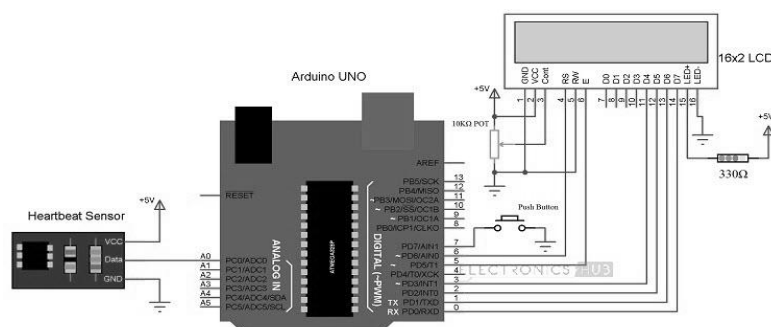 16x2 LCD
GND
VCC
Cont
RS
RW
E
D0
D1
D2
D3
D4
D5
D6
D7
LED+
LED-
1
2
3
4
5
6
7
8
9
10
11
12
13
14
15
16
+5V
10KΩ POT
+5V
330Ω
Arduino UNO
AREF
RESET
PB5/SCK 13
PB4/MISO 12
~PB3/MOSI/OC2A 11
~ PB2/SS/OC1B 10
~ PB1/OC1A 9
PB0/ICP1/CLKO 8
PD7/AIN1 7
~ PD6/AIN0 6
~ PD5/T1 5
PD4/T0/XCK 4
~ PD3/INT1 3
PD2/INT0 2
TX PD1/TXD 1
RX PD0/RXD 0
DIGITAL (~PWM)
ANALOG IN
ATMEGA328P
A0 PC0/ADC0
A1 PC1/ADC1
A2 PC2/ADC2
A3 PC3/ADC3
A4 PC4/ADC4/SDA
A5 PC5/ADC5/SCL
Push Button
ELECTRONICS HUB
Heartbeat Sensor
+5V
VCC
Data
GND